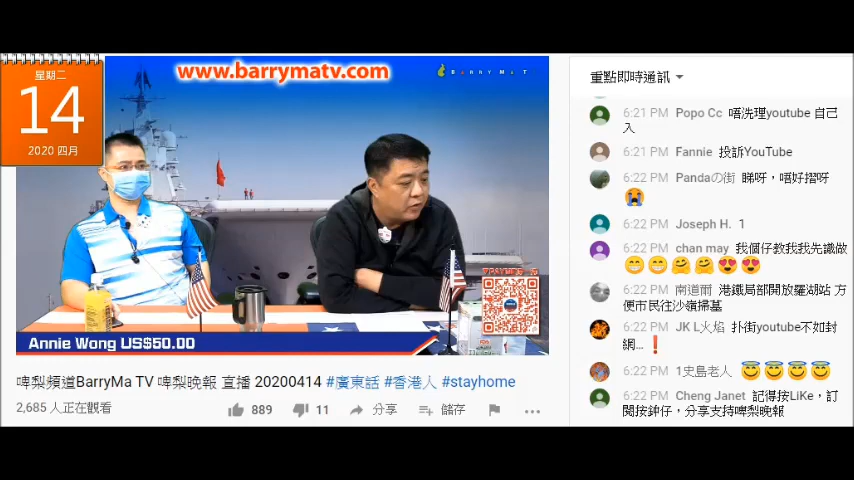 星期二
14
2020 四月
www.barrymatv.com
BARRY MA T
Annie Wong US$50.00
啤梨頻道BarryMa TV 啤梨晚報 直播 20200414 #廣東話 #香港人 #stayhome
2,685 人正在觀看
889
11
分享
儲存
重點即時通訊
6:21 PM Popo Cc 唔洗理youtube 自己
入
6:21 PM Fannie 投訴YouTube
6:22 PM Pandaの街 睇呀，唔好摺呀
😭
6:22 PM Joseph H. 1
6:22 PM chan may 我個仔教我我先識做
😁😁🤗🤗😍😍
6:22 PM 南道爾 港鐵局部開放羅湖站 方
便市民往沙嶺掃墓
6:22 PM JK L火焰 扑街youtube不如封
網...❗
6:22 PM 1史島老人 😇😇😇😇
6:22 PM Cheng Janet 記得按LiKe，訂
閱按鈡仔，分享支持啤梨晚報